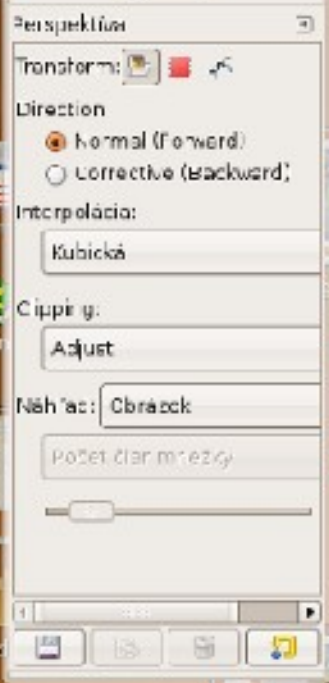 Perspektíva
Transform:
Direction
Normal (Forward)
Corrective (Backward)
Interpolácia:
Kubická
Clipping:
Adjust
Náhľad: Obrázok
Počet čiar mriežky